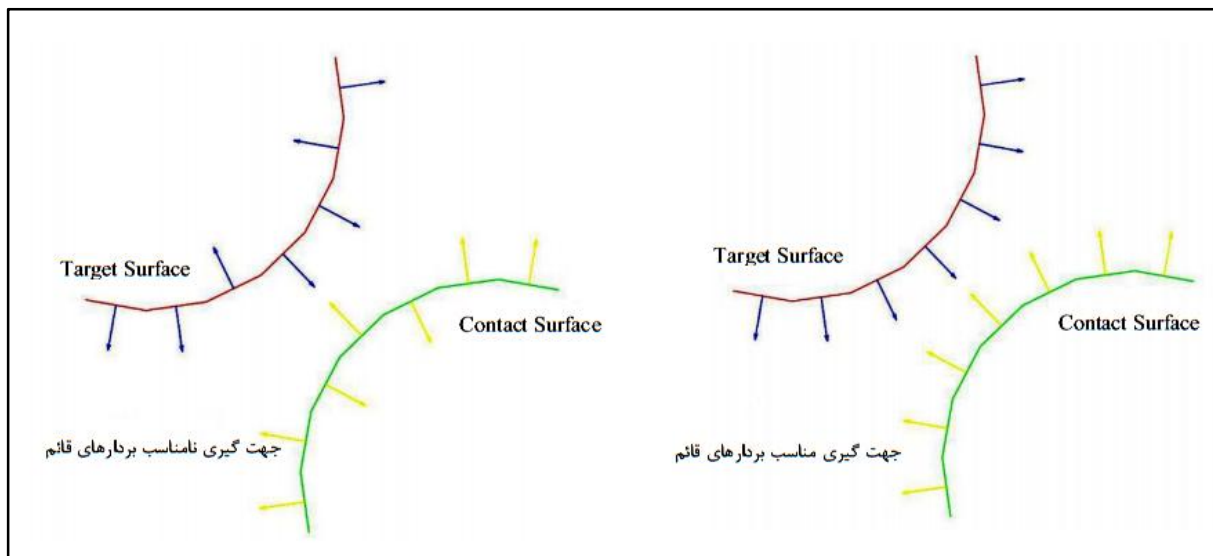 Target Surface
Contact Surface
جهت گیری نامناسب بردارهای قائم
Target Surface
Contact Surface
جهت گیری مناسب بردارهای قائم